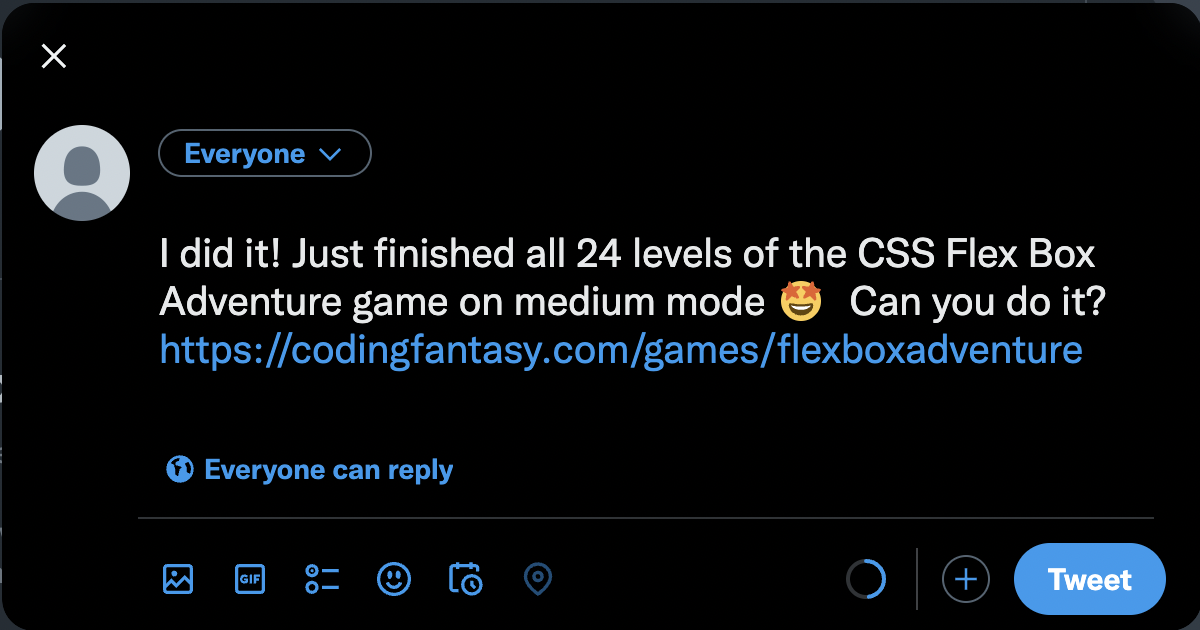 Everyone
I did it! Just finished all 24 levels of the CSS Flex Box
Adventure game on medium mode 🤩 Can you do it?
https://codingfantasy.com/games/flexboxadventure
Everyone can reply
GIF
Tweet